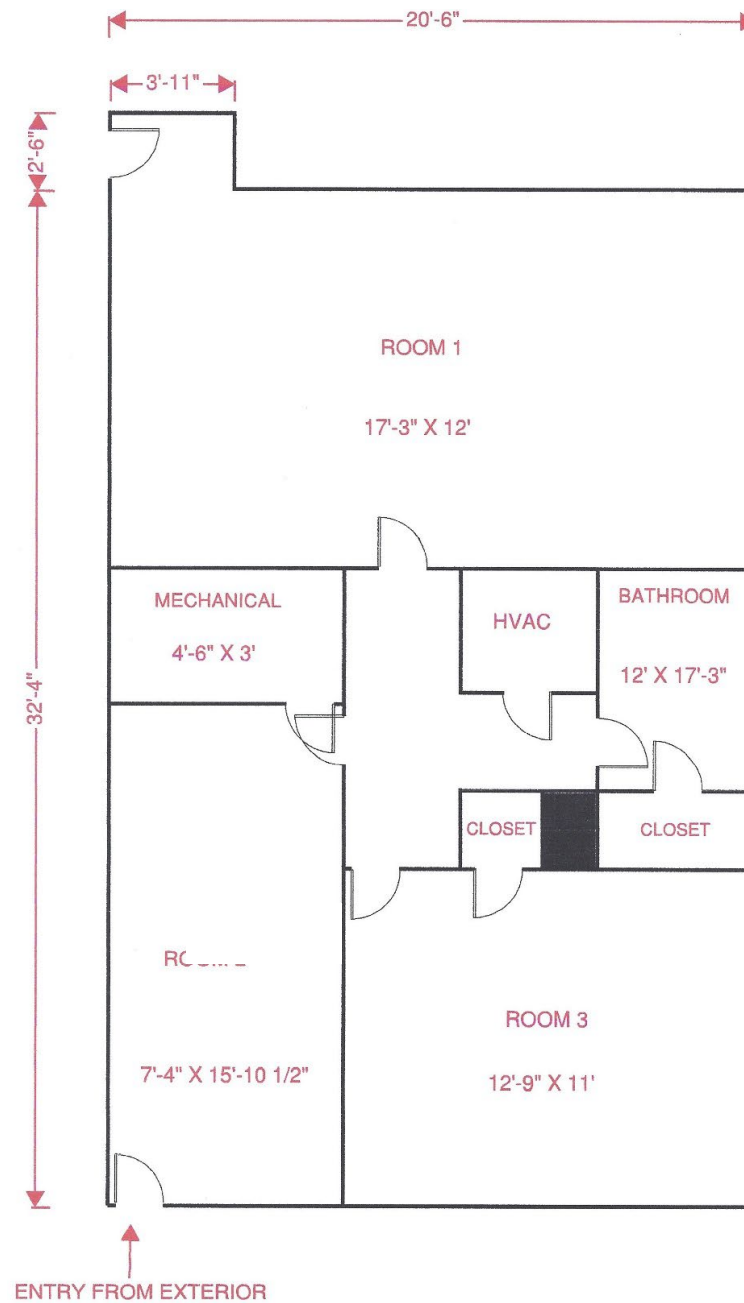 20'-6"
3'-11"
2'-6"
ROOM 1
17'-3" X 12'
MECHANICAL
4'-6" X 3'
HVAC
BATHROOM
12' X 17'-3"
32'-4"
CLOSET
CLOSET
7'-4" X 15'-10 1/2"
ROOM 3
12'-9" X 11'
ENTRY FROM EXTERIOR